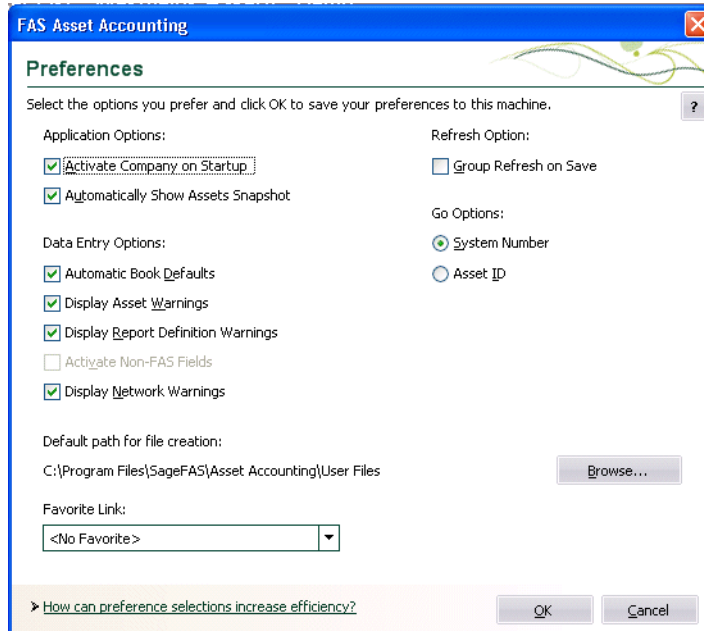 FAS Asset Accounting
Preferences
Select the options you prefer and click OK to save your preferences to this machine.
?
Application Options:
Activate Company on Startup
Automatically Show Assets Snapshot
Refresh Option:
Group Refresh on Save
Go Options:
System Number
Asset ID
Data Entry Options:
Automatic Book Defaults
Display Asset Warnings
Display Report Definition Warnings
Activate Non-FAS Fields
Display Network Warnings
Default path for file creation:
C:\Program Files\SageFAS\Asset Accounting\User Files
Browse...
Favorite Link:
<No Favorite>
How can preference selections increase efficiency?
OK
Cancel